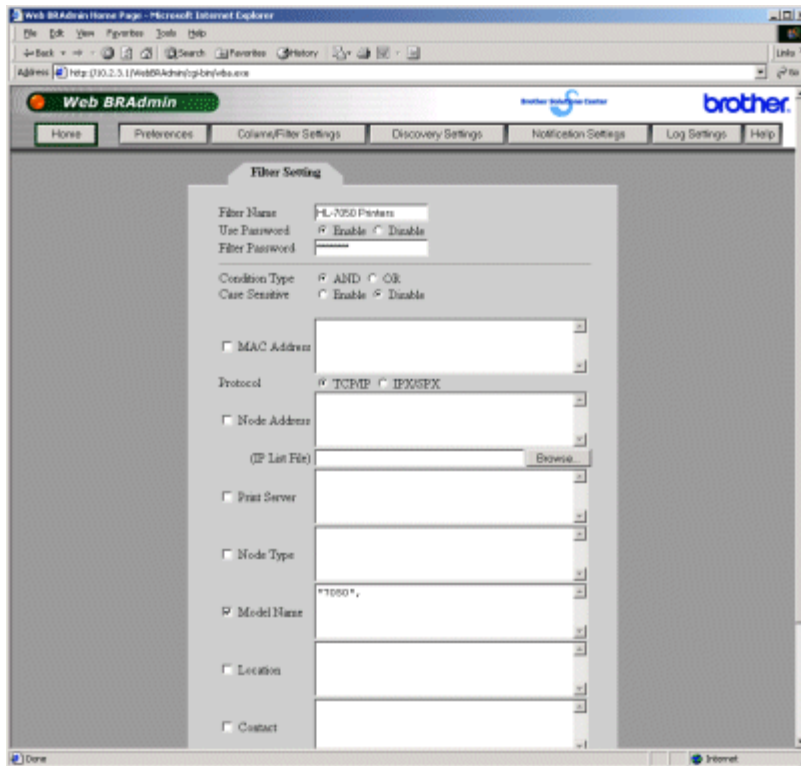 Web BRAdmin Home Page - Microsoft Internet Explorer
File Edit View Favorites Tools Help
Back Search Favorites History
Address http://10.2.3.1/WebBRAdmin/cgi-bin/wba.exe Go
Links
Web BRAdmin Brother Solutions Center brother.
Home Preferences Column/Filter Settings Discovery Settings Notification Settings Log Settings Help
Filter Setting
Filter Name HL-7050 Printers
Use Password Enable Disable
Filter Password *******
Condition Type AND OR
Case Sensitive Enable Disable
MAC Address
Protocol TCP/IP IPX/SPX
Node Address
(IP List File) Browse...
Print Server
Node Type
Model Name "7050",
Location
Contact
Done Internet